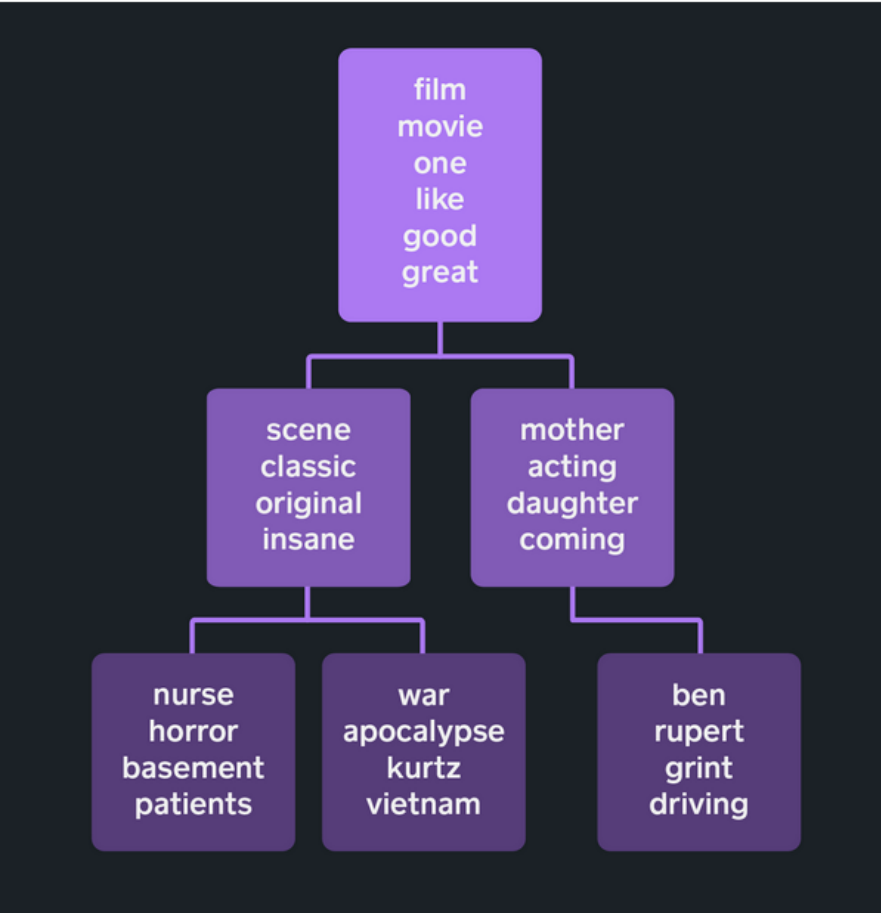 film
movie
one
like
good
great
scene
classic
original
insane
mother
acting
daughter
coming
nurse
horror
basement
patients
war
apocalypse
kurtz
vietnam
ben
rupert
grint
driving